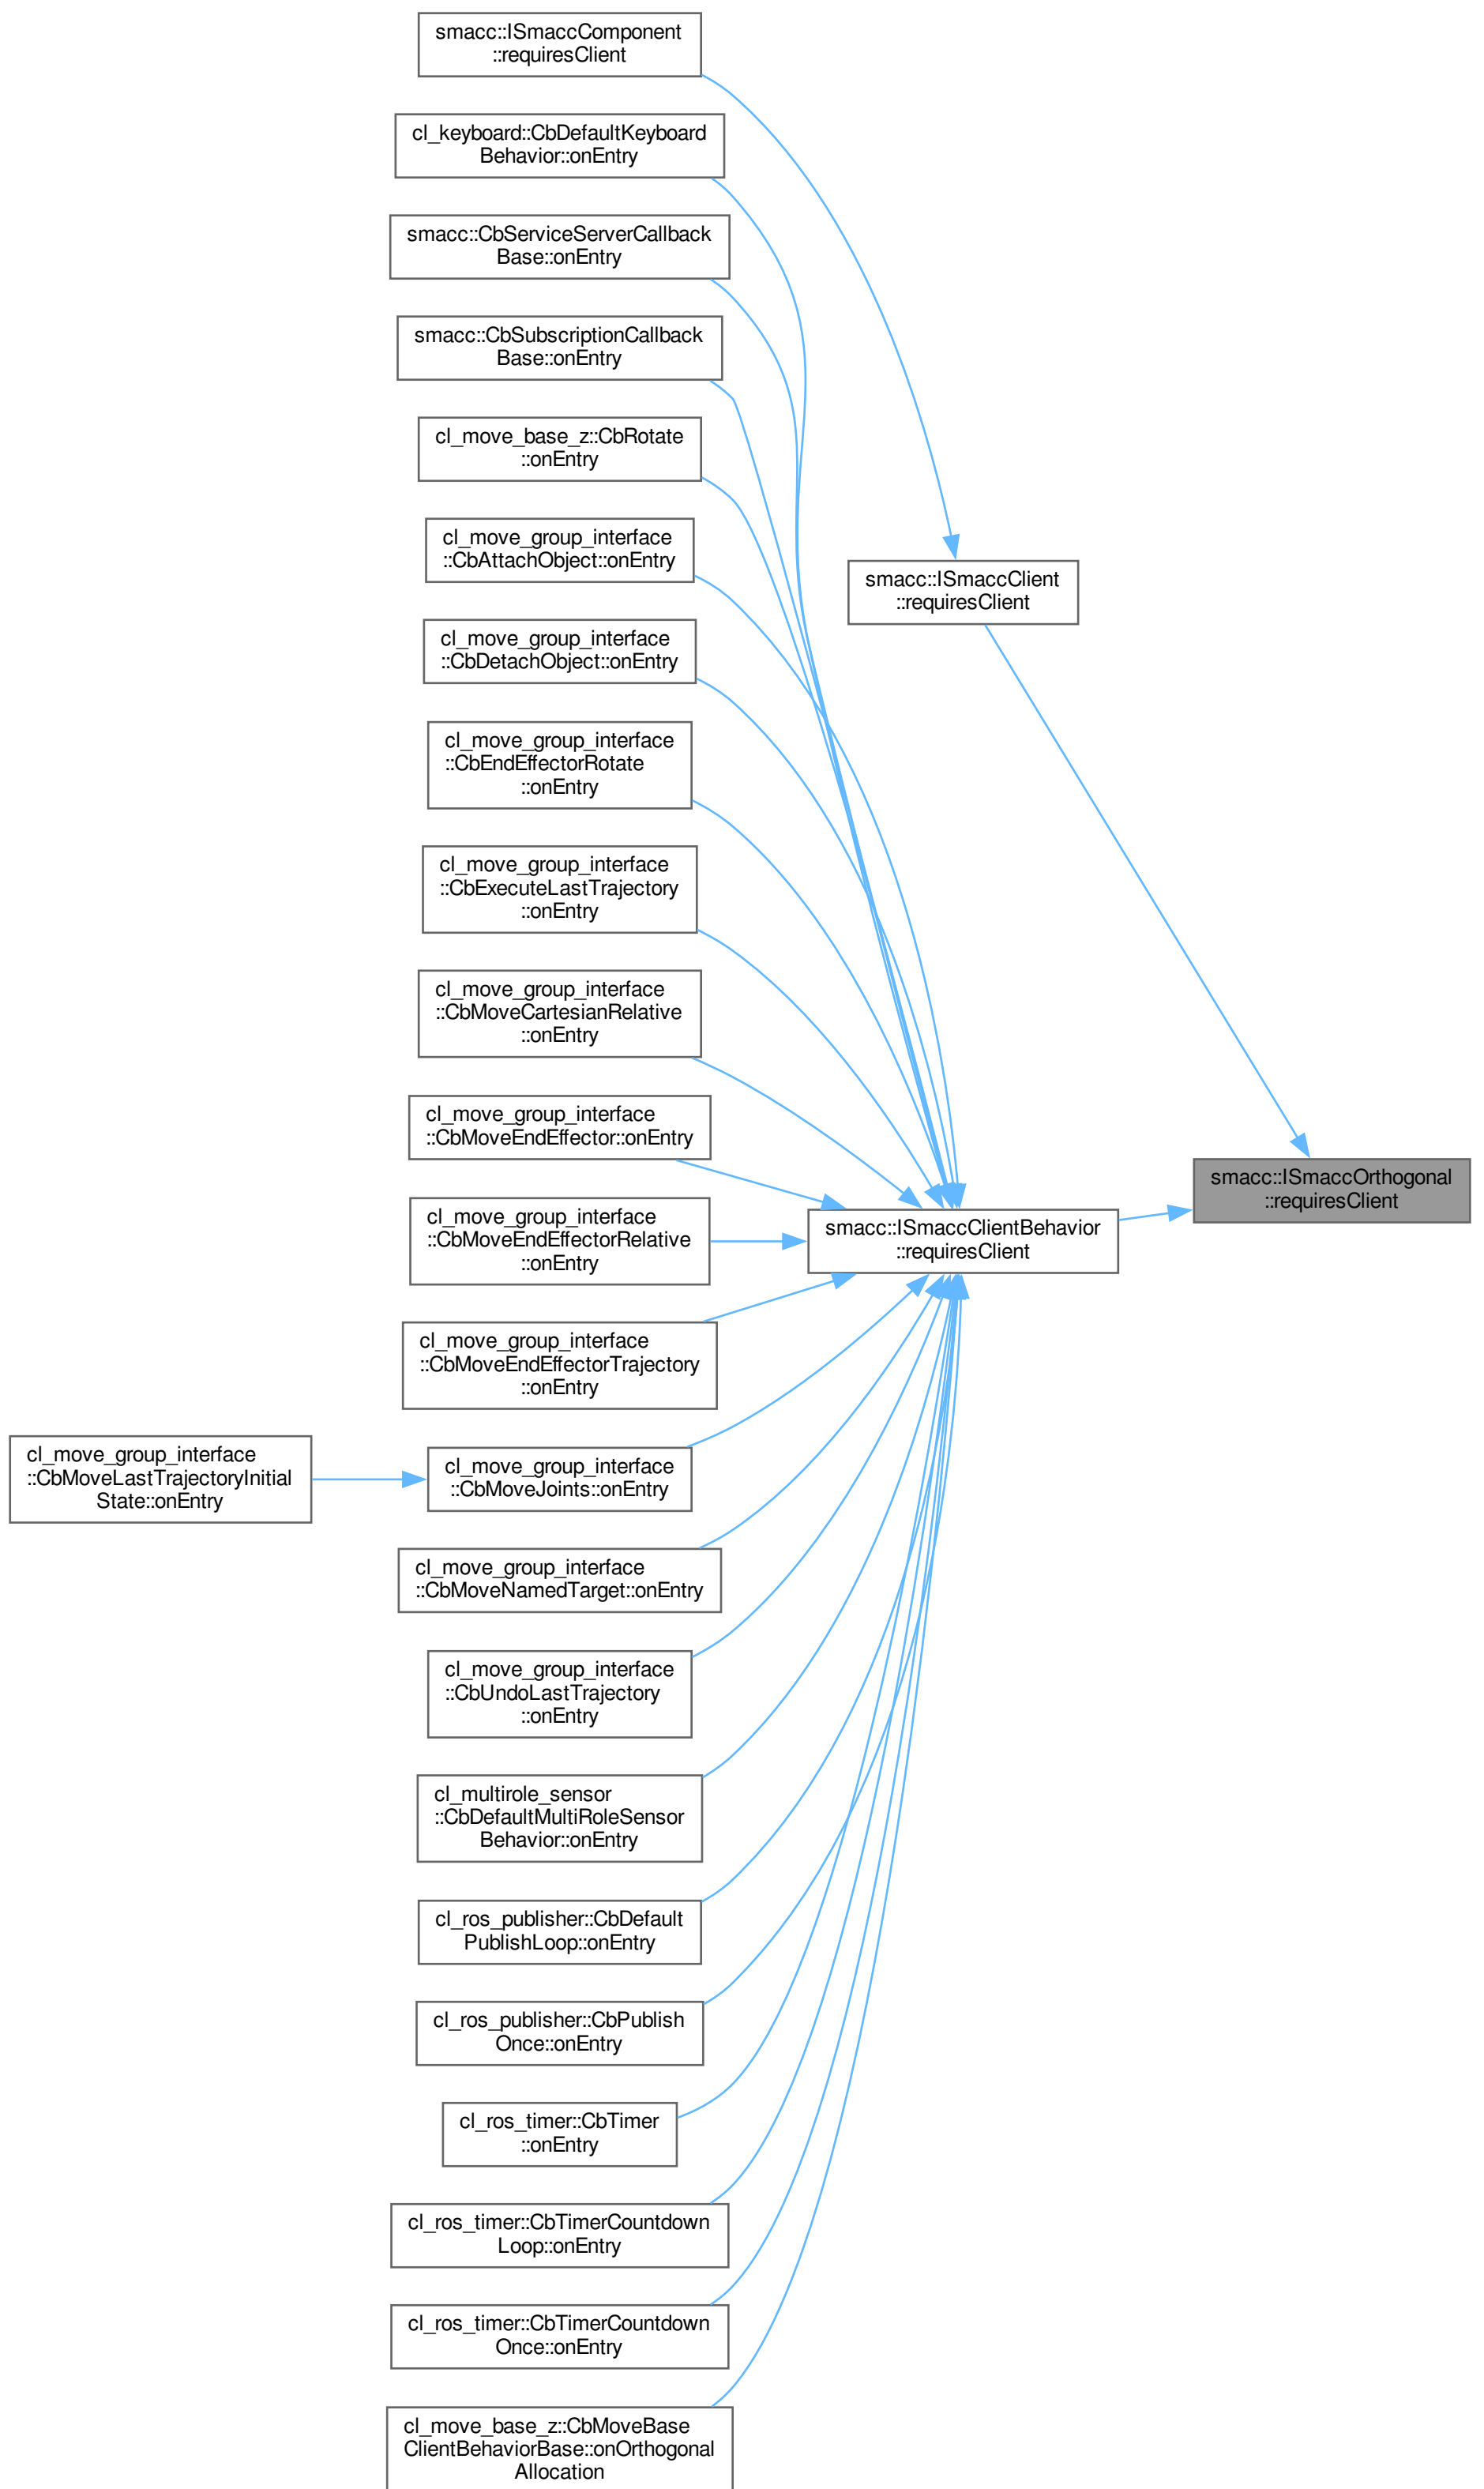 smacc::ISmaccComponent
::requiresClient
cl_keyboard::CbDefaultKeyboard
Behavior::onEntry
smacc::CbServiceServerCallback
Base::onEntry
smacc::CbSubscriptionCallback
Base::onEntry
cl_move_base_z::CbRotate
::onEntry
cl_move_group_interface
::CbAttachObject::onEntry
smacc::ISmaccClient
::requiresClient
cl_move_group_interface
::CbDetachObject::onEntry
cl_move_group_interface
::CbEndEffectorRotate
::onEntry
cl_move_group_interface
::CbExecuteLastTrajectory
::onEntry
cl_move_group_interface
::CbMoveCartesianRelative
::onEntry
cl_move_group_interface
::CbMoveEndEffector::onEntry
smacc::ISmaccOrthogonal
::requiresClient
cl_move_group_interface
::CbMoveEndEffectorRelative
::onEntry
smacc::ISmaccClientBehavior
::requiresClient
cl_move_group_interface
::CbMoveEndEffectorTrajectory
::onEntry
cl_move_group_interface
::CbMoveLastTrajectoryInitial
State::onEntry
cl_move_group_interface
::CbMoveJoints::onEntry
cl_move_group_interface
::CbMoveNamedTarget::onEntry
cl_move_group_interface
::CbUndoLastTrajectory
::onEntry
cl_multirole_sensor
::CbDefaultMultiRoleSensor
Behavior::onEntry
cl_ros_publisher::CbDefault
PublishLoop::onEntry
cl_ros_publisher::CbPublish
Once::onEntry
cl_ros_timer::CbTimer
::onEntry
cl_ros_timer::CbTimerCountdown
Loop::onEntry
cl_ros_timer::CbTimerCountdown
Once::onEntry
cl_move_base_z::CbMoveBase
ClientBehaviorBase::onOrthogonal
Allocation